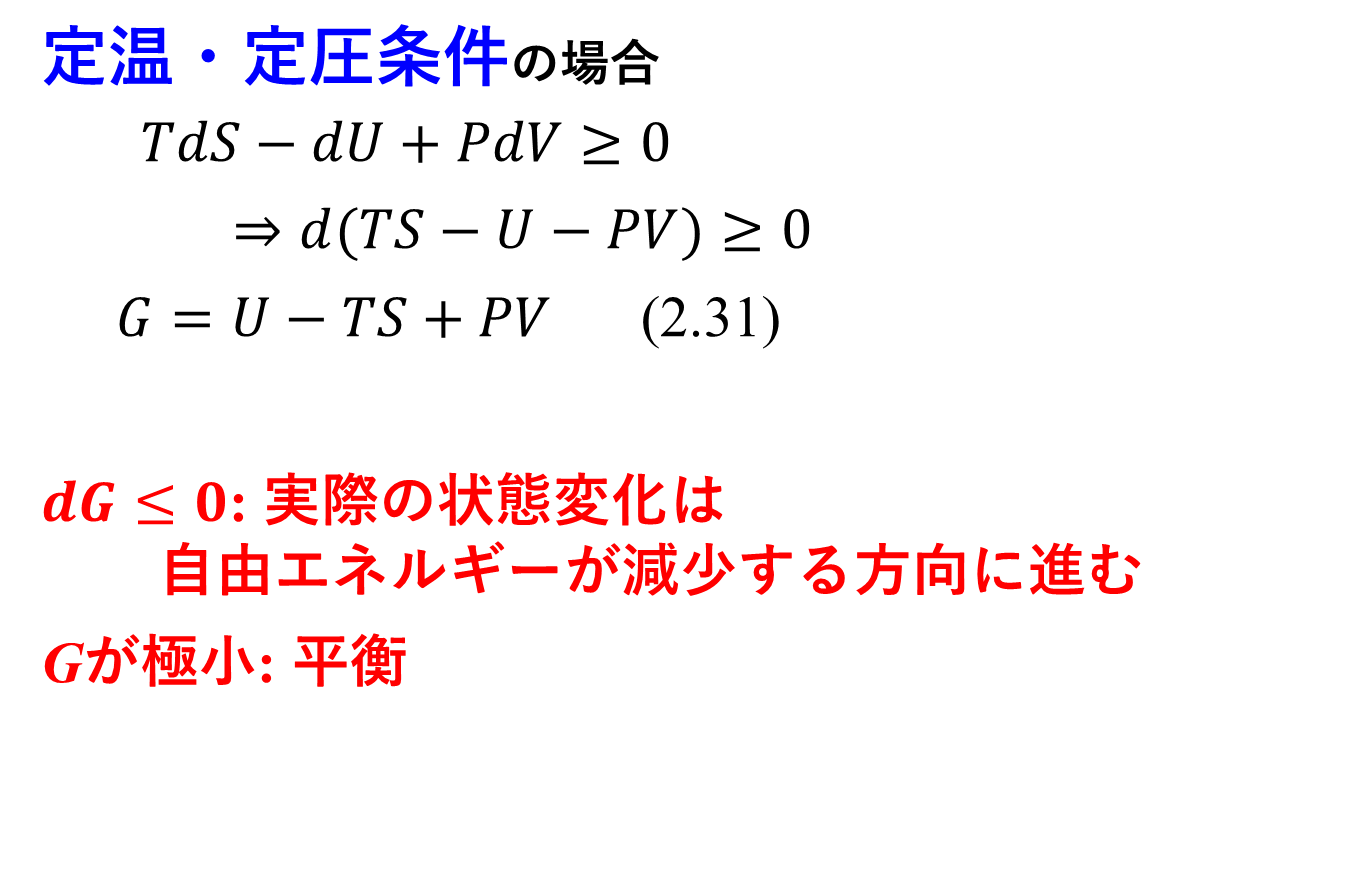 定温・定圧条件の場合
TdS − dU + PdV ≥ 0
⇒ d(TS − U − PV) ≥ 0
G = U − TS + PV (2.31)
dG ≤ 0: 実際の状態変化は
自由エネルギーが減少する方向に進む
Gが極小: 平衡